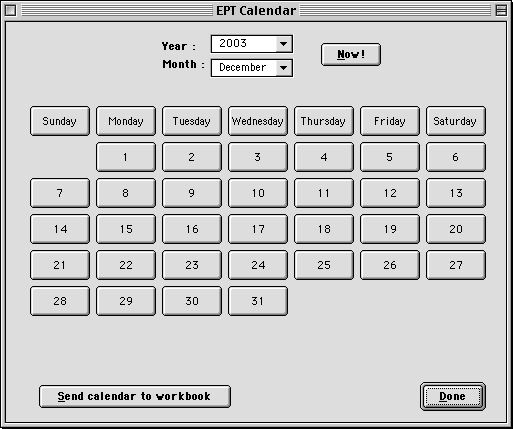 EPT Calendar
Year : 2003
Now!
Month : December
Sunday Monday Tuesday Wednesday Thursday Friday Saturday
1 2 3 4 5 6
7 8 9 10 11 12 13
14 15 16 17 18 19 20
21 22 23 24 25 26 27
28 29 30 31
Send calendar to workbook Done